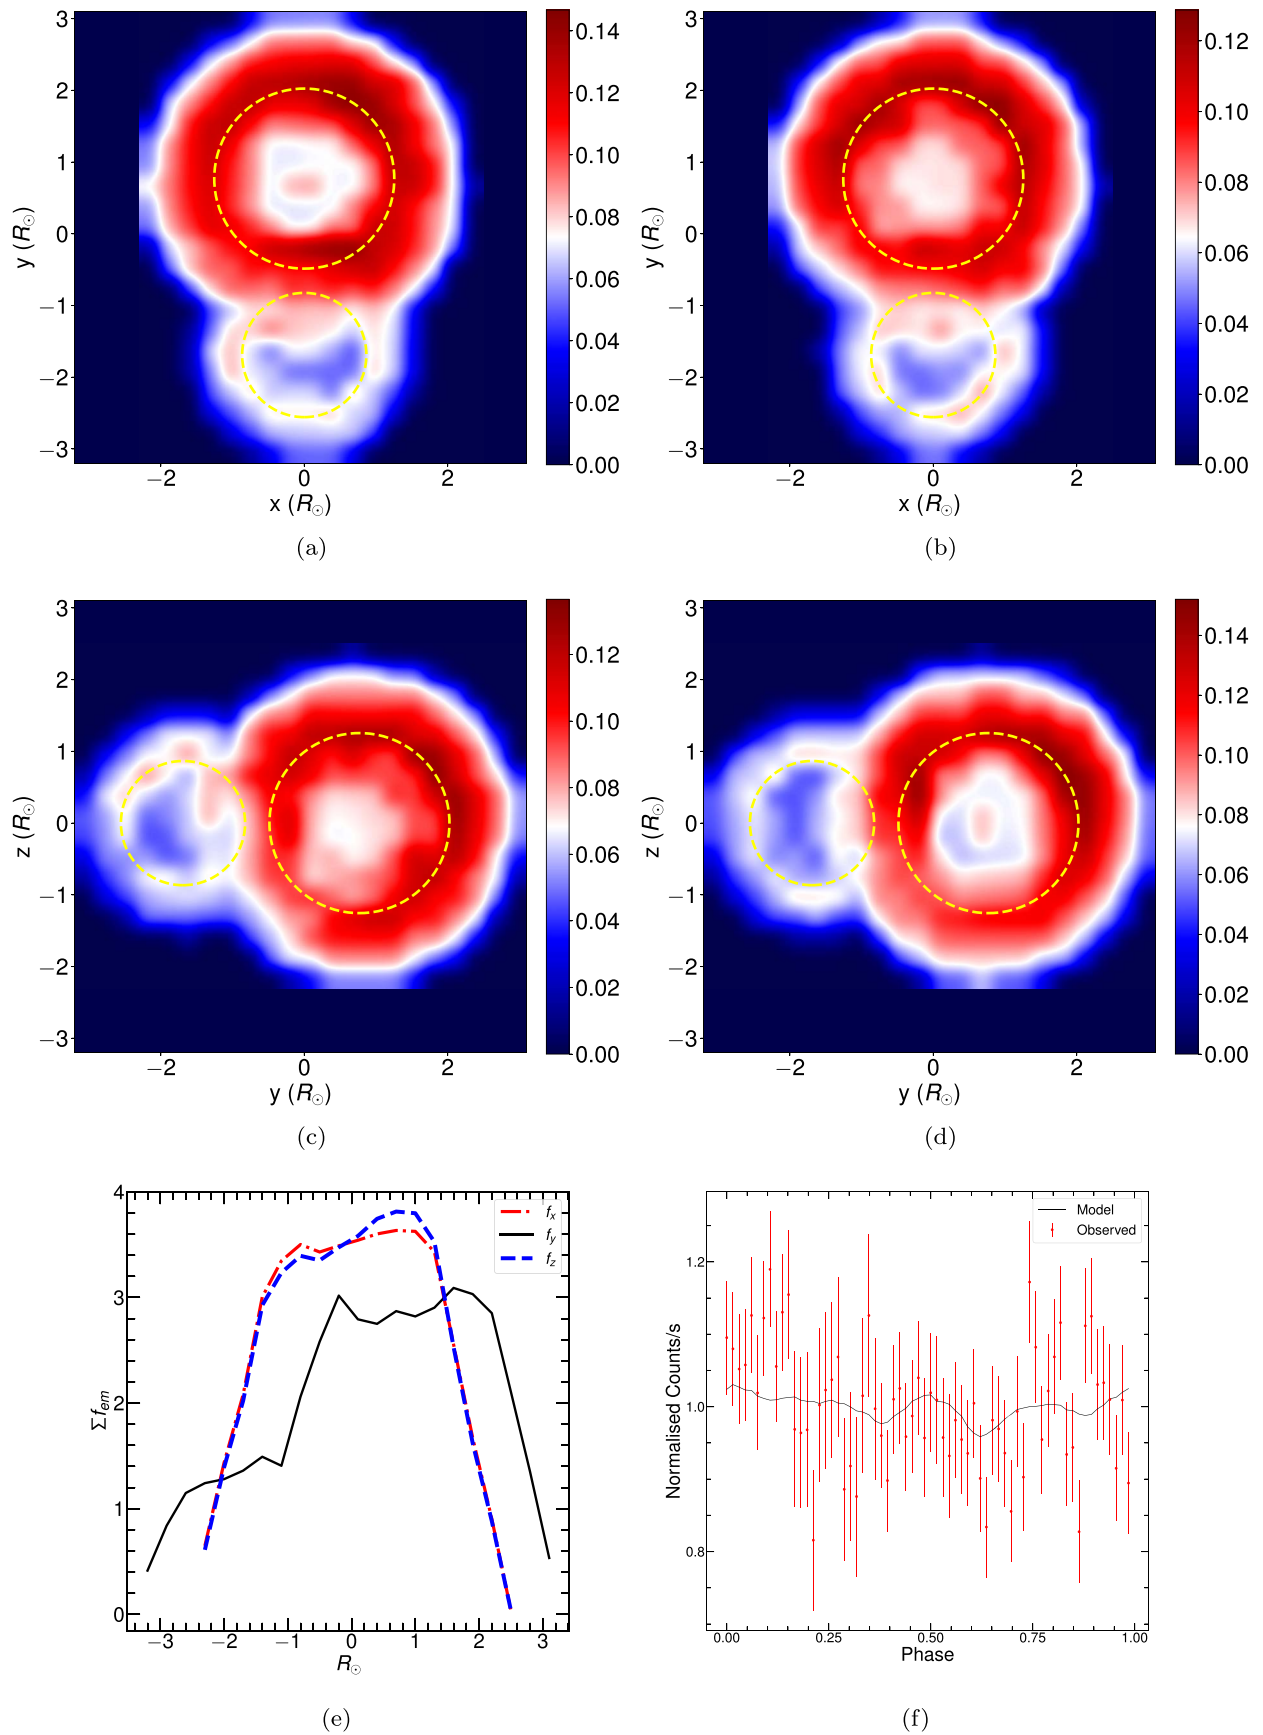 3
2
1
0
−1
−2
−3
y (R☉)
−2 0 2
x (R☉)
0.14
0.12
0.10
0.08
0.06
0.04
0.02
0.00
(a)
3
2
1
0
−1
−2
−3
y (R☉)
−2 0 2
x (R☉)
0.12
0.10
0.08
0.06
0.04
0.02
0.00
(b)
3
2
1
0
−1
−2
−3
z (R☉)
−2 0 2
y (R☉)
0.12
0.10
0.08
0.06
0.04
0.02
0.00
(c)
3
2
1
0
−1
−2
−3
z (R☉)
−2 0 2
y (R☉)
0.14
0.12
0.10
0.08
0.06
0.04
0.02
0.00
(d)
4
3
2
1
0
Σ f_em
−3 −2 −1 0 1 2 3
R☉
f_x
f_y
f_z
(e)
1.2
1.0
0.8
Normalised Counts/s
0.00 0.25 0.50 0.75 1.00
Phase
Model
Observed
(f)